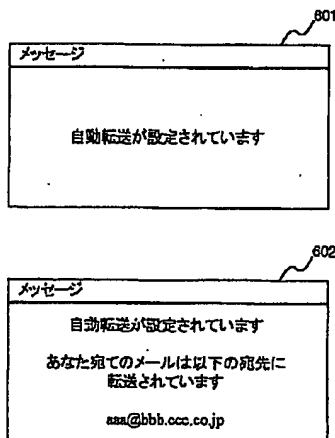 601
メッセージ
自動転送が設定されています
602
メッセージ
自動転送が設定されています
あなた宛てのメールは以下の宛先に
転送されています
aaa@bbb.ccc.co.jp